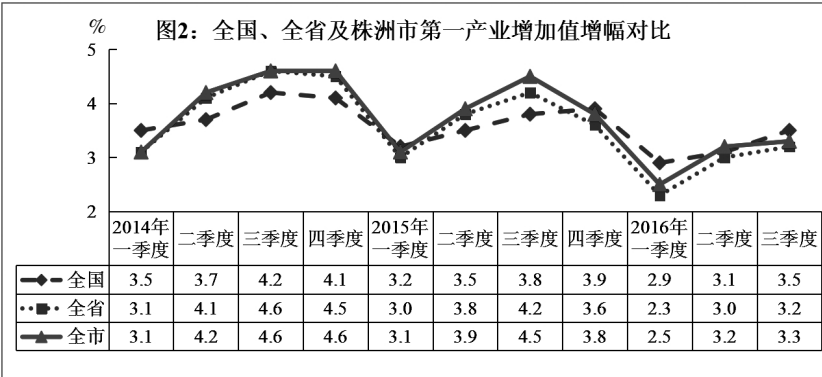 图2：全国、全省及株洲市第一产业增加值增幅对比
%
5
4
3
2
2014年一季度 二季度 三季度 四季度 2015年一季度 二季度 三季度 四季度 2016年一季度 二季度 三季度
全国 3.5 3.7 4.2 4.1 3.2 3.5 3.8 3.9 2.9 3.1 3.5
全省 3.1 4.1 4.6 4.5 3.0 3.8 4.2 3.6 2.3 3.0 3.2
全市 3.1 4.2 4.6 4.6 3.1 3.9 4.5 3.8 2.5 3.2 3.3